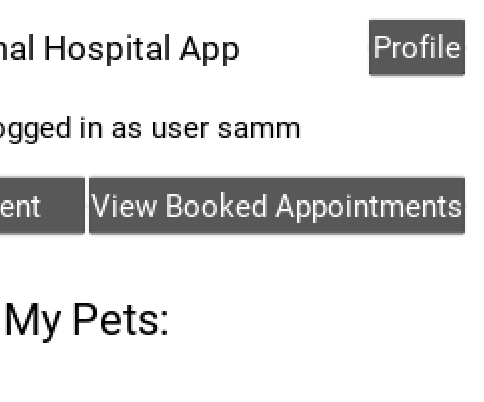 nal Hospital App
Profile
ogged in as user samm
ent
View Booked Appointments
My Pets: